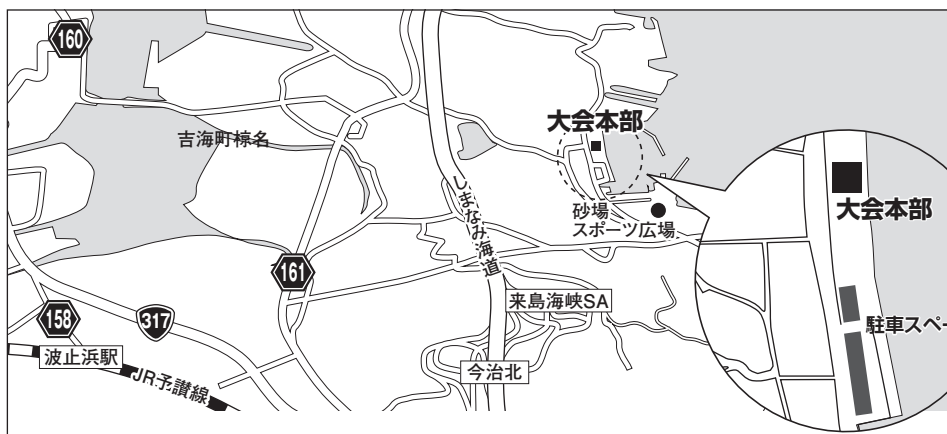 160
吉海町椋名
大会本部
しまなみ海道
砂場
スポーツ広場
大会本部
161
158
317
来島海峡SA
駐車スペー
波止浜駅
今治北
JR予讃線